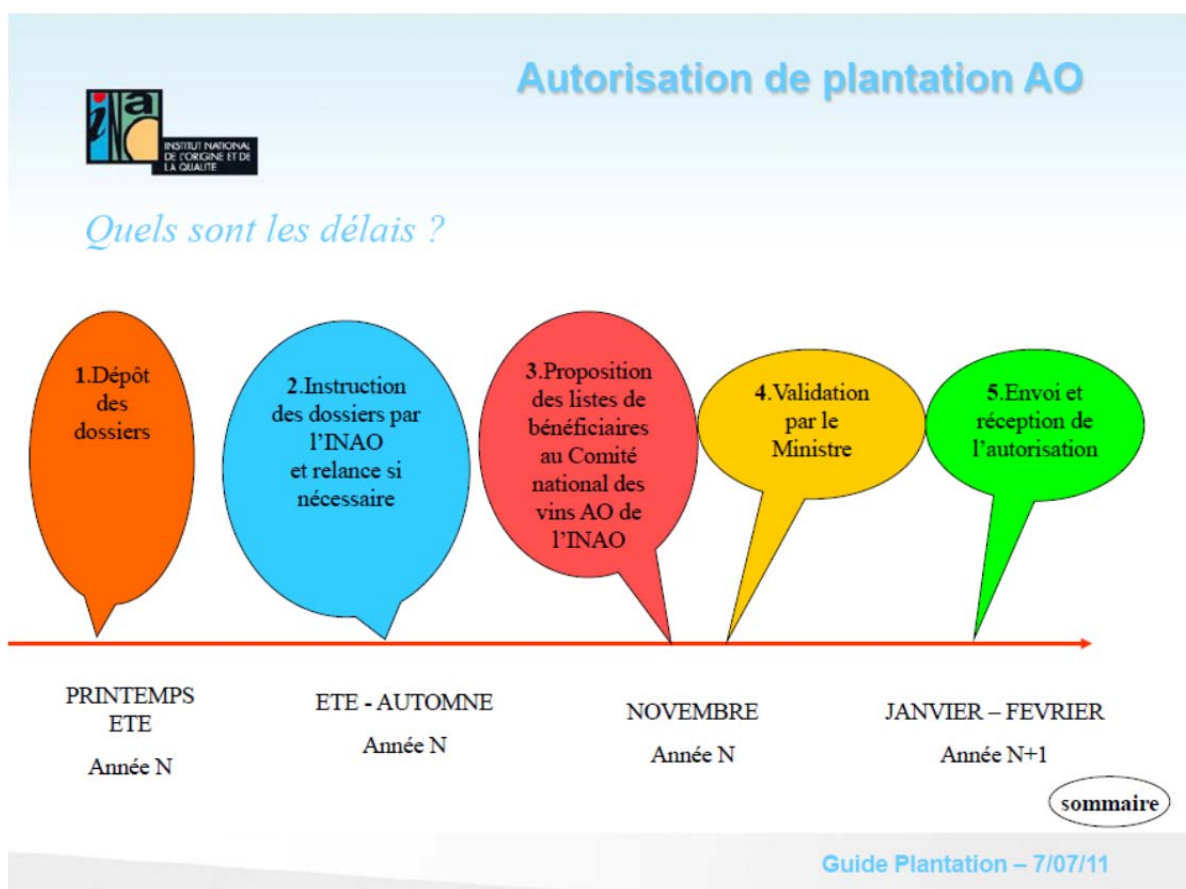 Autorisation de plantation AO
INAO
INSTITUT NATIONAL
DE L'ORIGINE ET DE
LA QUALITE
Quels sont les délais ?
1.Dépôt
des
dossiers
2.Instruction
des dossiers par
l'INAO
et relance si
nécessaire
3.Proposition
des listes de
bénéficiaires
au Comité
national des
vins AO de
l'INAO
4.Validation
par le
Ministre
5.Envoi et
réception de
l'autorisation
PRINTEMPS
ETE
Année N
ETE - AUTOMNE
Année N
NOVEMBRE
Année N
JANVIER – FEVRIER
Année N+1
sommaire
Guide Plantation – 7/07/11